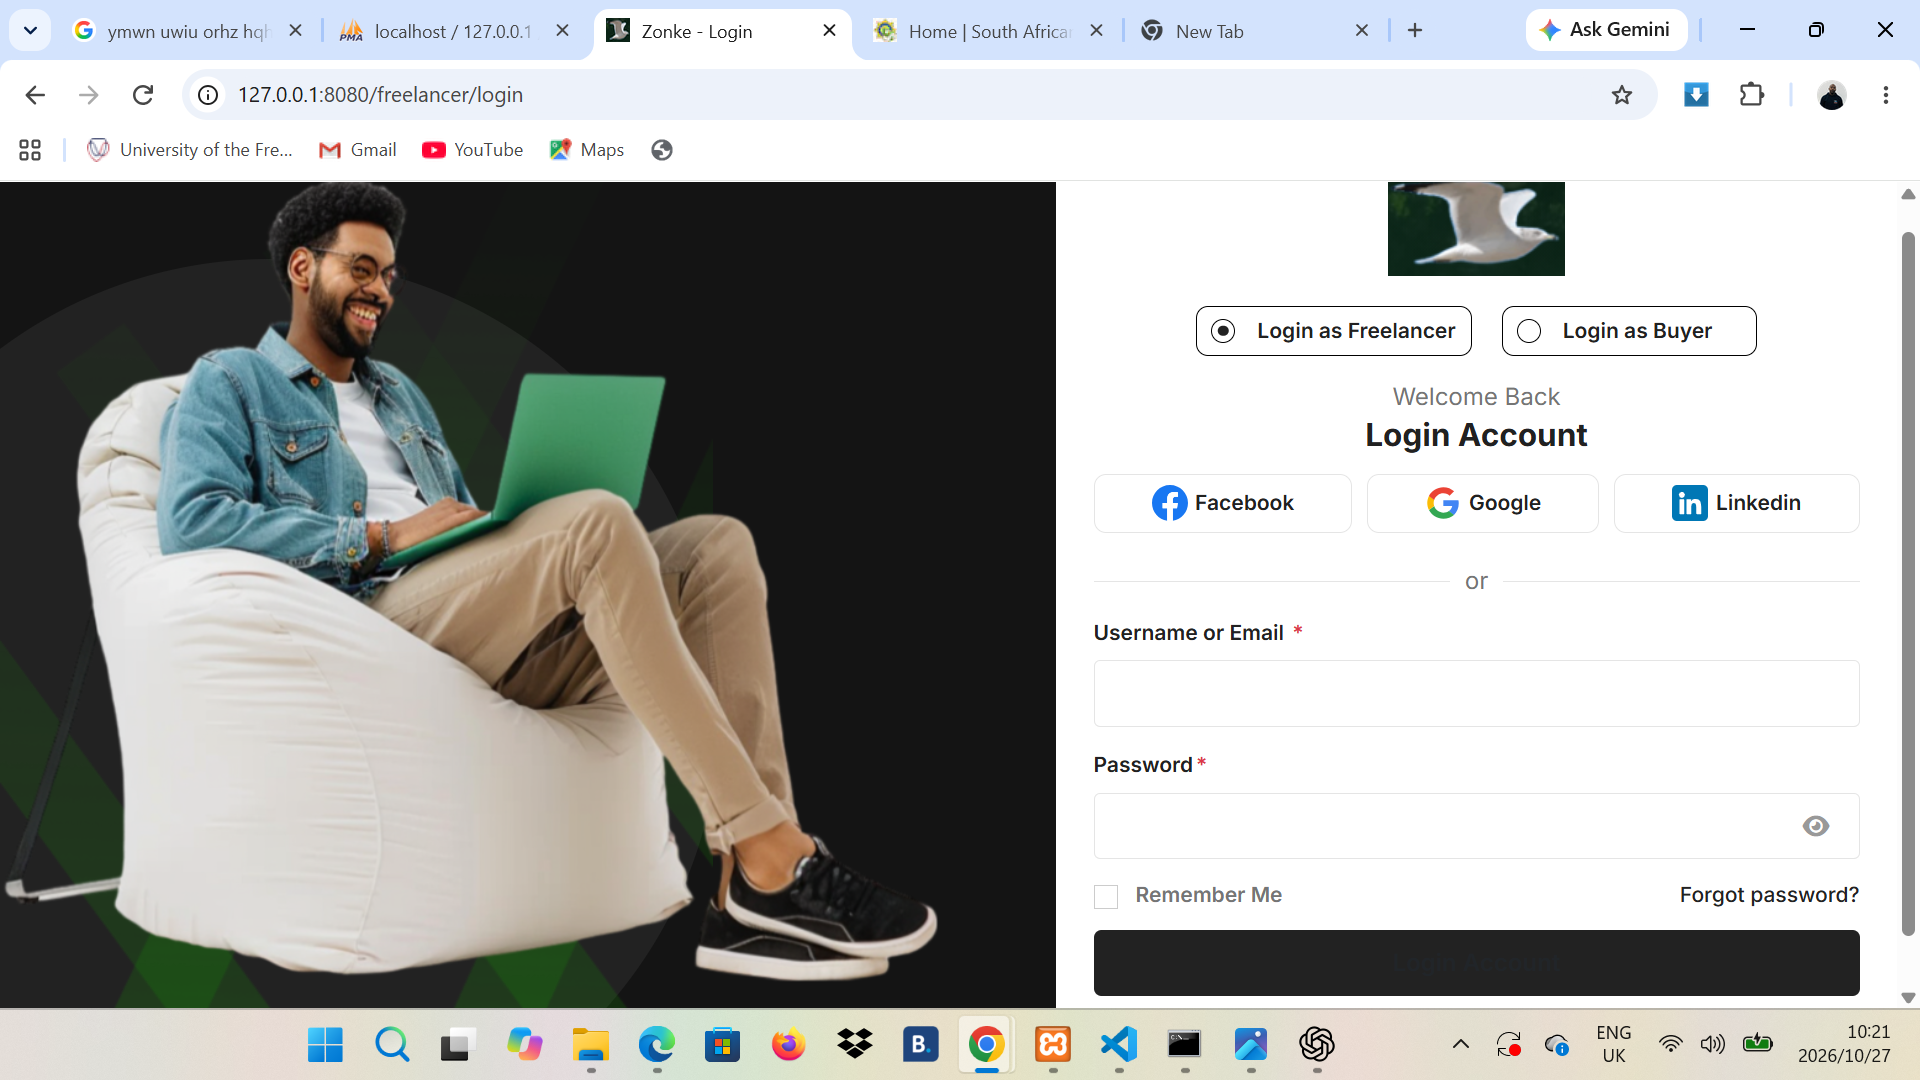 ymwn uwiu orhz hqh
localhost / 127.0.0.1
Zonke - Login
Home | South Africa
New Tab
Ask Gemini
127.0.0.1:8080/freelancer/login
University of the Fre...
Gmail
YouTube
Maps
Login as Freelancer
Login as Buyer
Welcome Back
Login Account
Facebook
Google
Linkedin
or
Username or Email *
Password *
Remember Me
Forgot password?
ENG
UK
10:21
2026/10/27